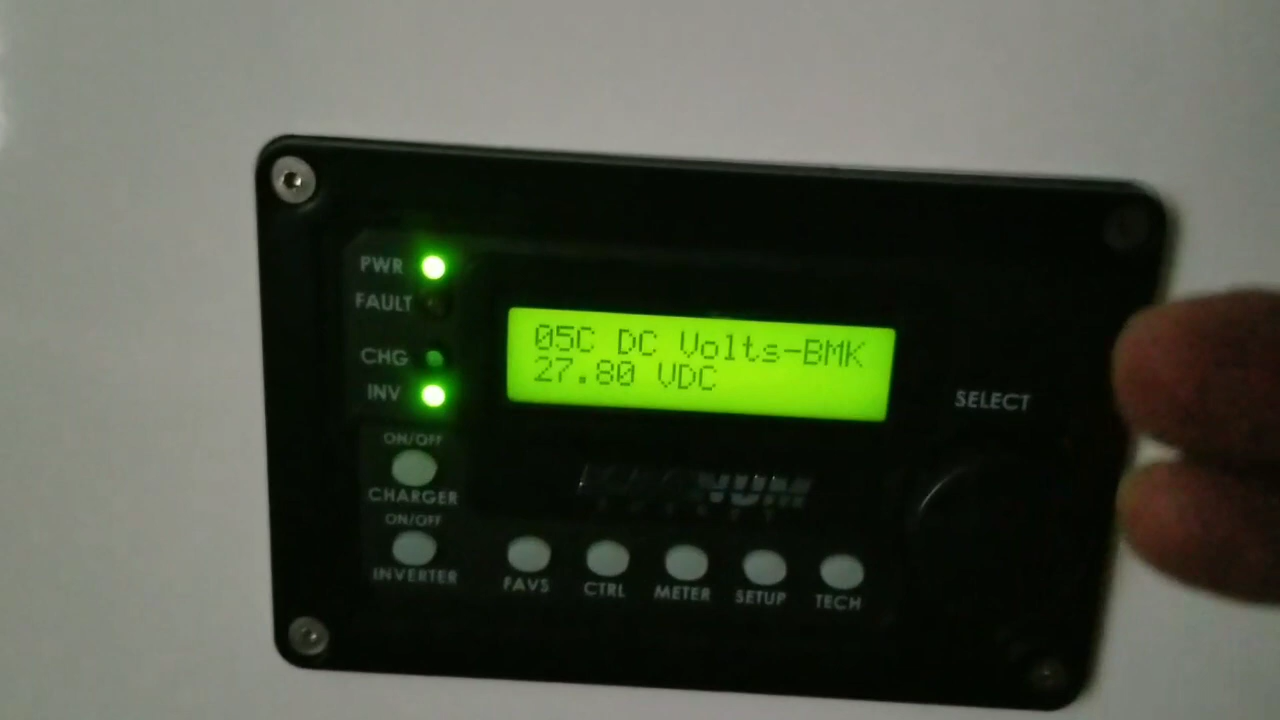 PWR
FAULT
CHG
INV
05C DC Volts-BMK
27.80 VDC
SELECT
ON/OFF
CHARGER
ON/OFF
INVERTER
FAVS
CTRL
METER
SETUP
TECH